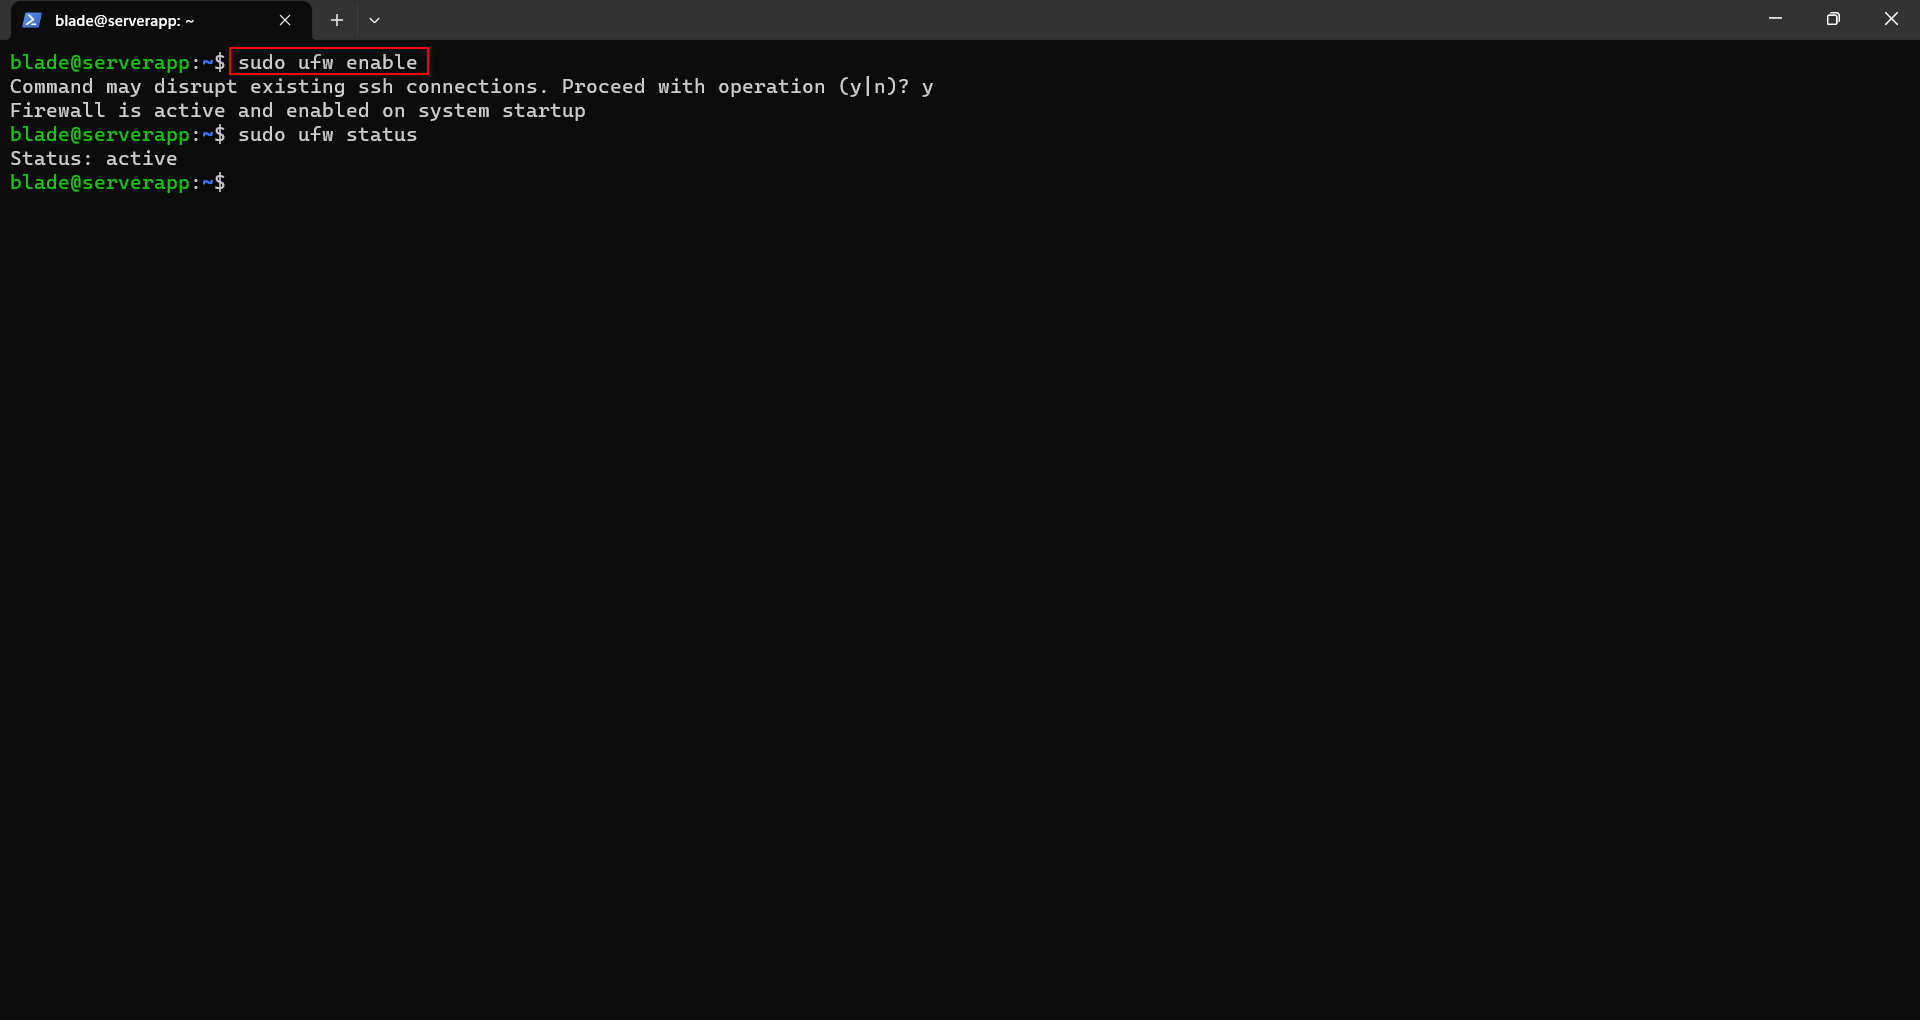 blade@serverapp: ~
blade@serverapp:~$ sudo ufw enable
Command may disrupt existing ssh connections. Proceed with operation (y|n)? y
Firewall is active and enabled on system startup
blade@serverapp:~$ sudo ufw status
Status: active
blade@serverapp:~$